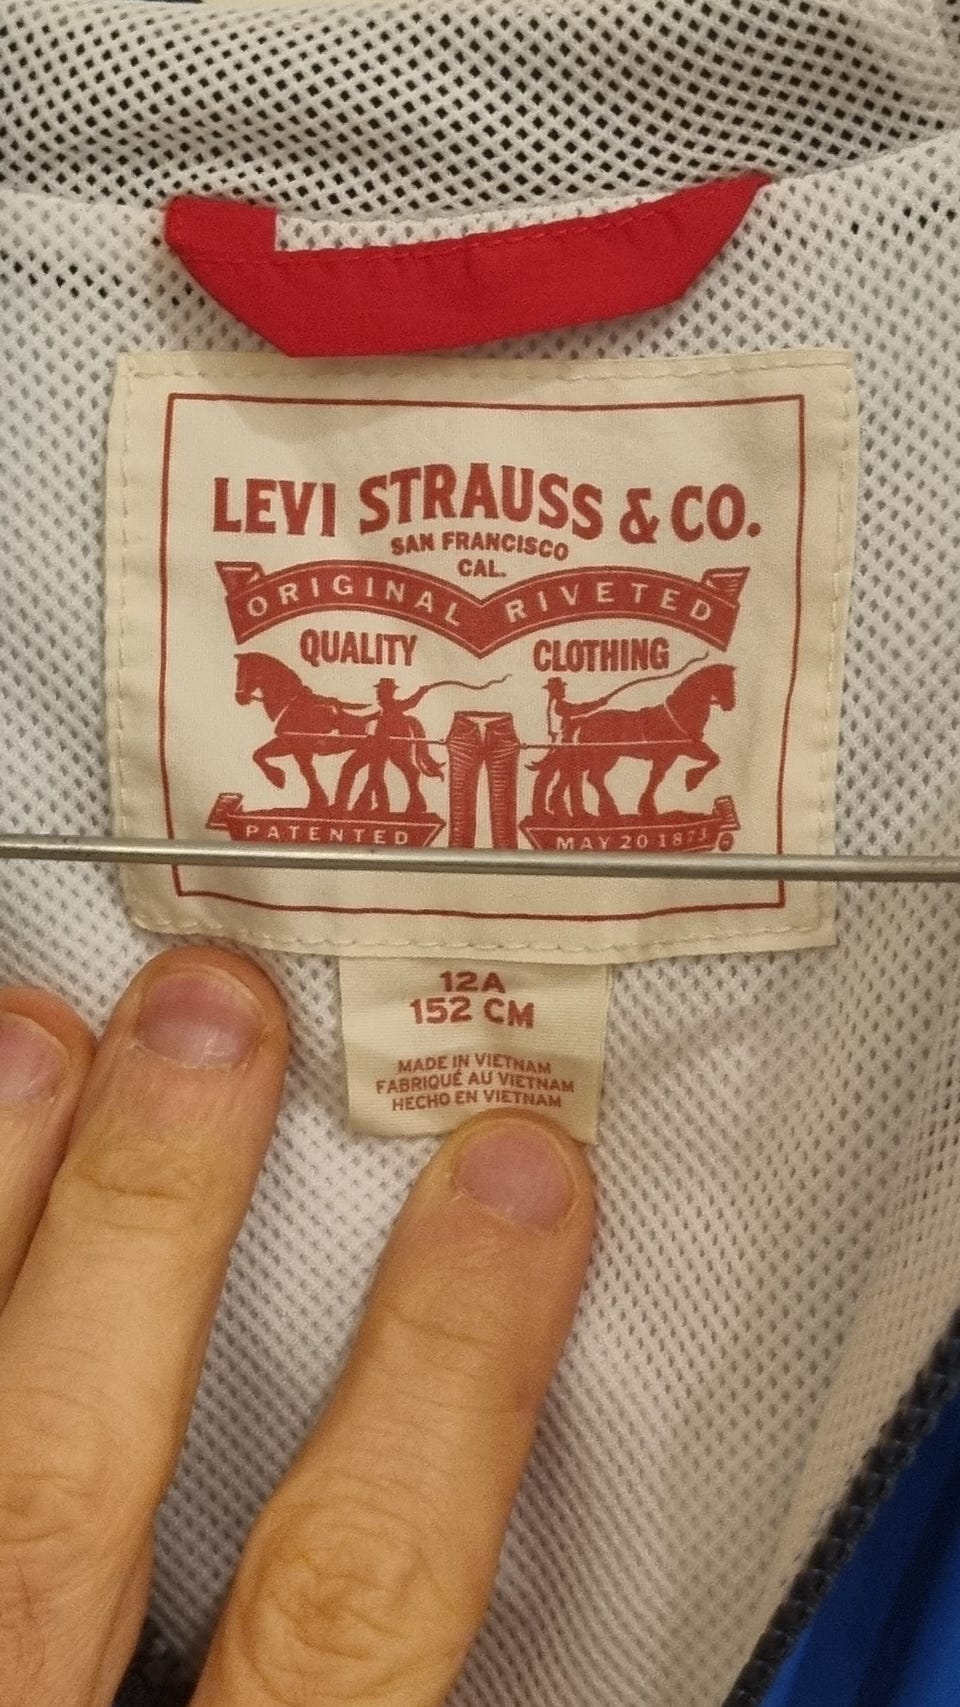 LEVI STRAUSS & CO.
SAN FRANCISCO
CAL.
ORIGINAL RIVETED
QUALITY CLOTHING
PATENTED MAY 20 1873
12A
152 CM
MADE IN VIETNAM
FABRIQUÉ AU VIETNAM
HECHO EN VIETNAM